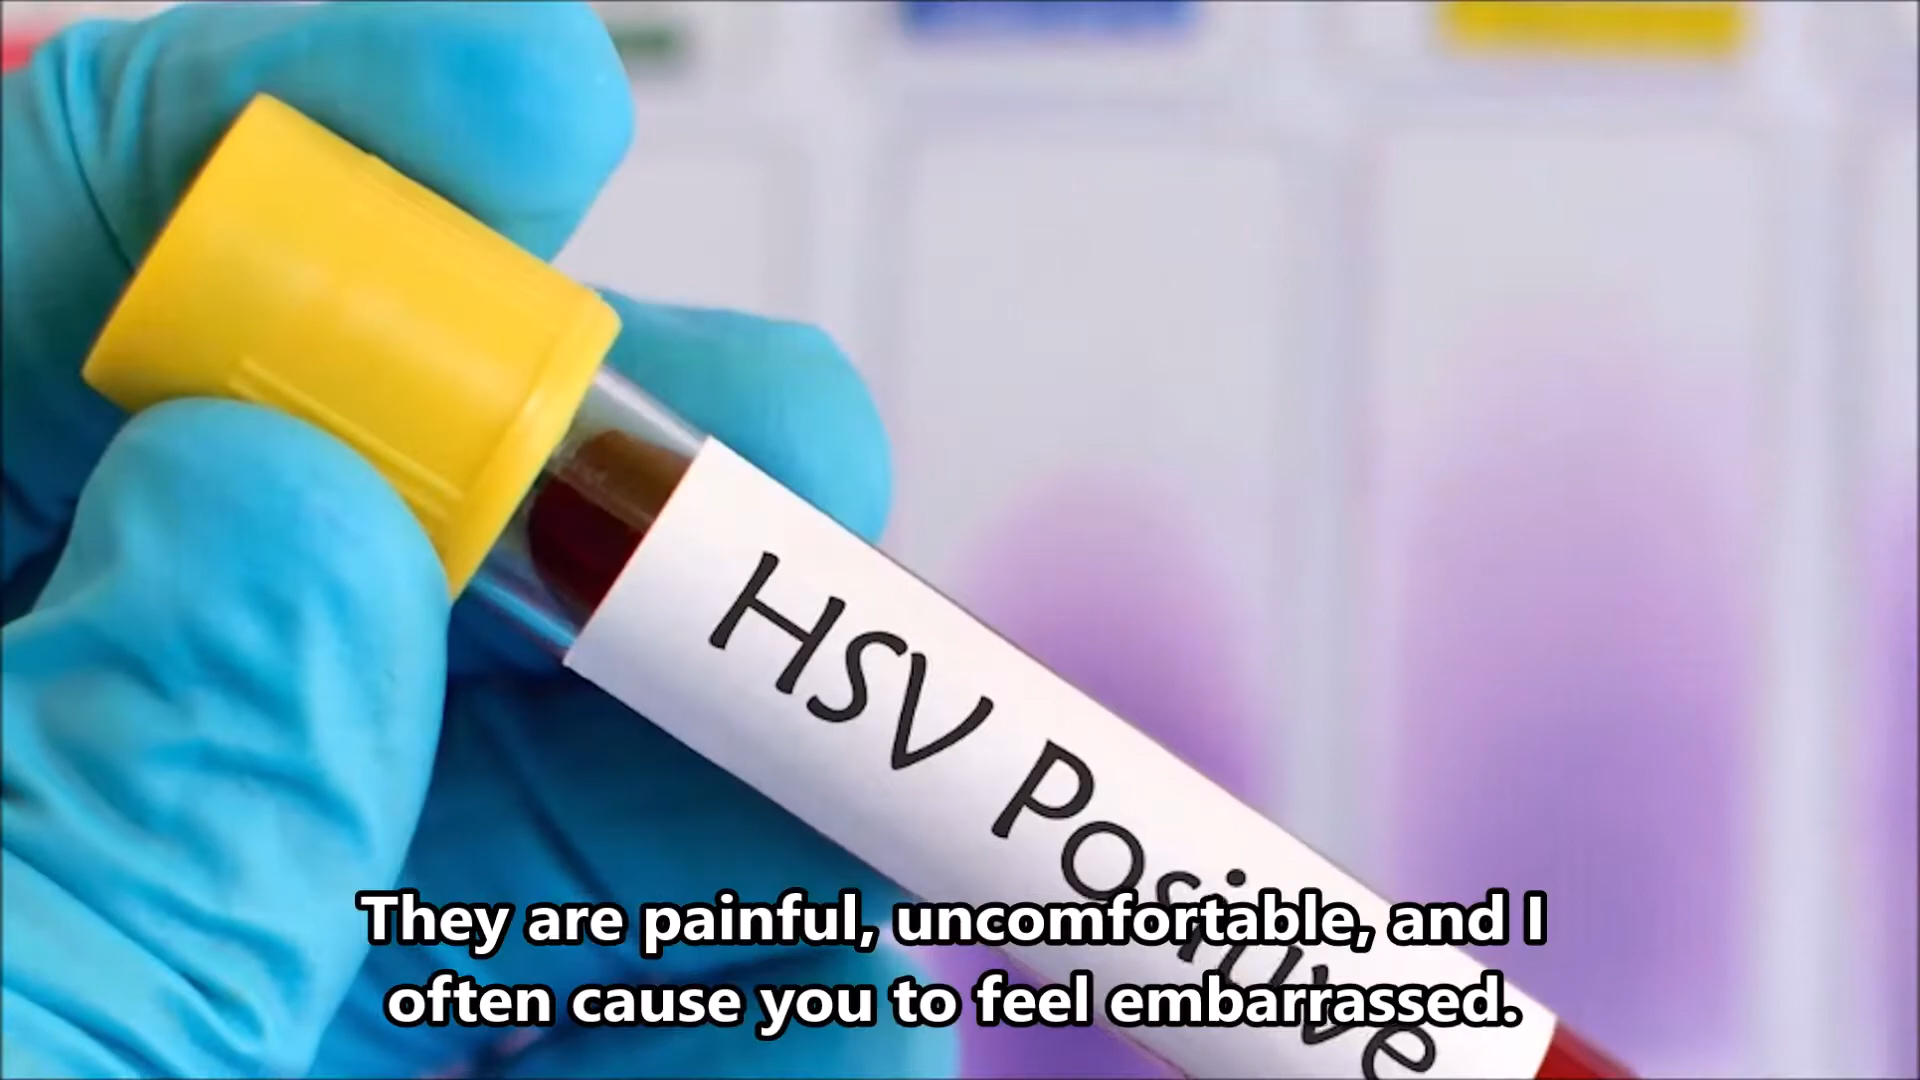 HSV Positive
They are painful, uncomfortable, and I
often cause you to feel embarrassed.